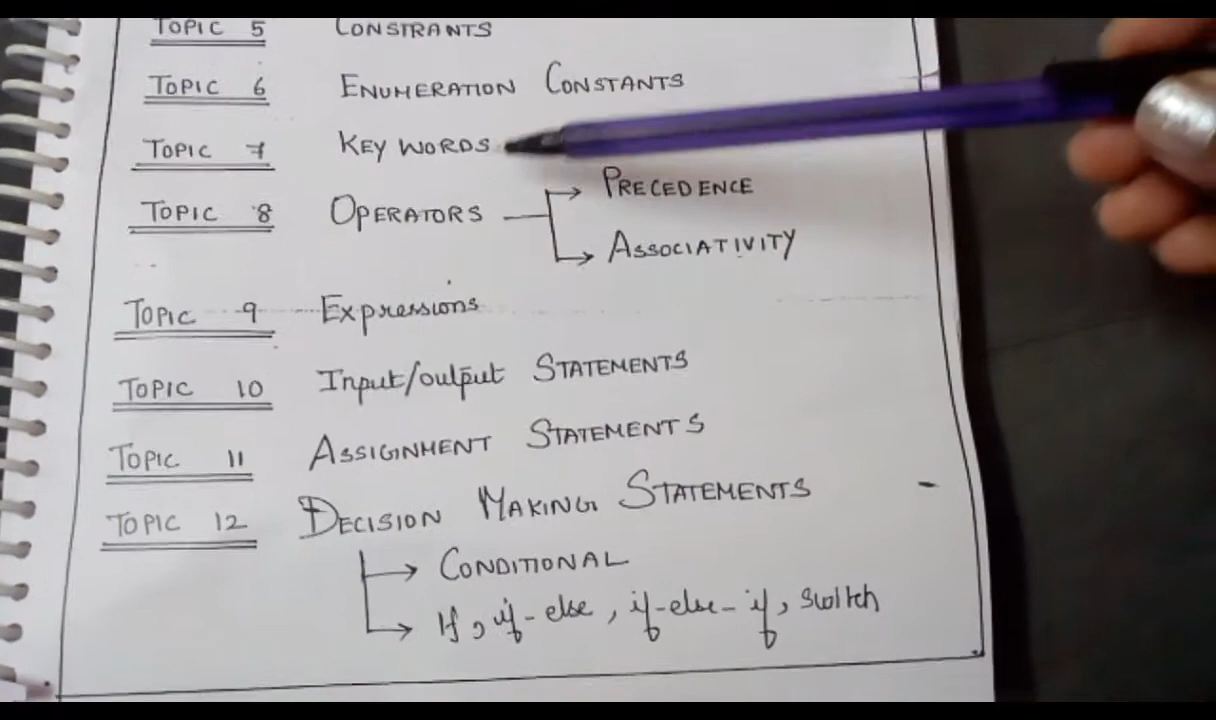 TOPIC 5 CONSTRANTS
TOPIC 6 ENUMERATION CONSTANTS
TOPIC 7 KEY WORDS
TOPIC 8 OPERATORS → PRECEDENCE
→ ASSOCIATIVITY
TOPIC 9 Expressions
TOPIC 10 Input/output STATEMENTS
TOPIC 11 ASSIGNMENT STATEMENTS
TOPIC 12 DECISION MAKING STATEMENTS
→ CONDITIONAL
→ If, if-else, if-else-if, switch